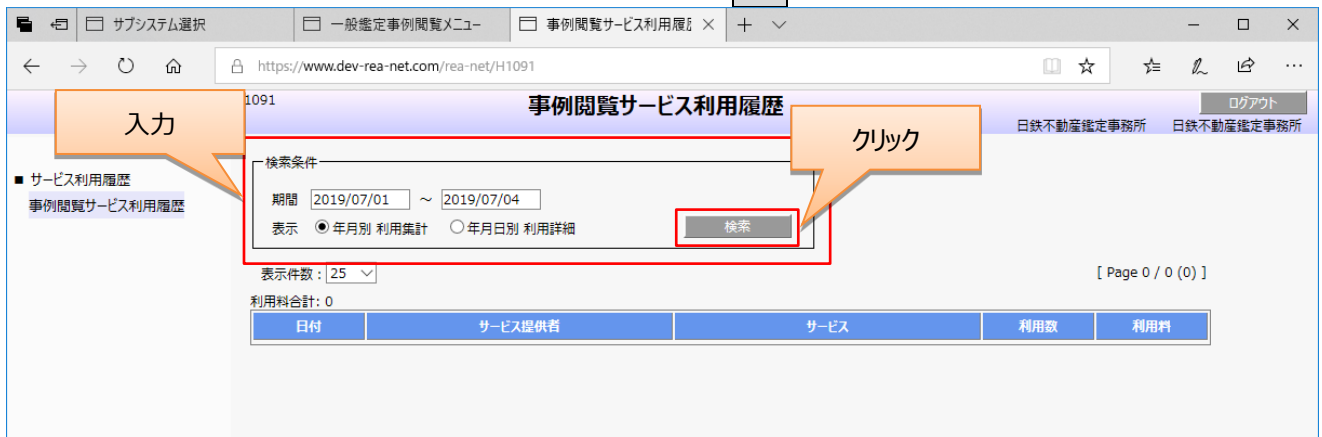 サブシステム選択
一般鑑定事例閲覧メニュー
事例閲覧サービス利用履歴
https://www.dev-rea-net.com/rea-net/H1091
1091
事例閲覧サービス利用履歴
ログアウト
日鉄不動産鑑定事務所 日鉄不動産鑑定事務所
入力
クリック
■ サービス利用履歴
事例閲覧サービス利用履歴
検索条件
期間 2019/07/01 ～ 2019/07/04
表示 年月別 利用集計 年月日別 利用詳細 検索
表示件数 : 25 [ Page 0 / 0 (0) ]
利用料合計: 0
日付 サービス提供者 サービス 利用数 利用料